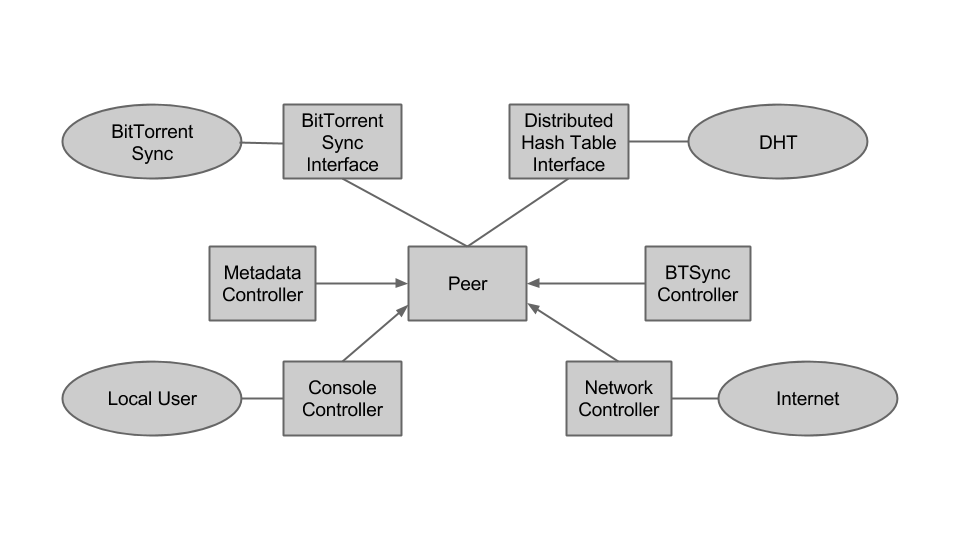 BitTorrent
Sync
BitTorrent
Sync
Interface
Distributed
Hash Table
Interface
DHT
Metadata
Controller
Peer
BTSync
Controller
Local User
Console
Controller
Network
Controller
Internet